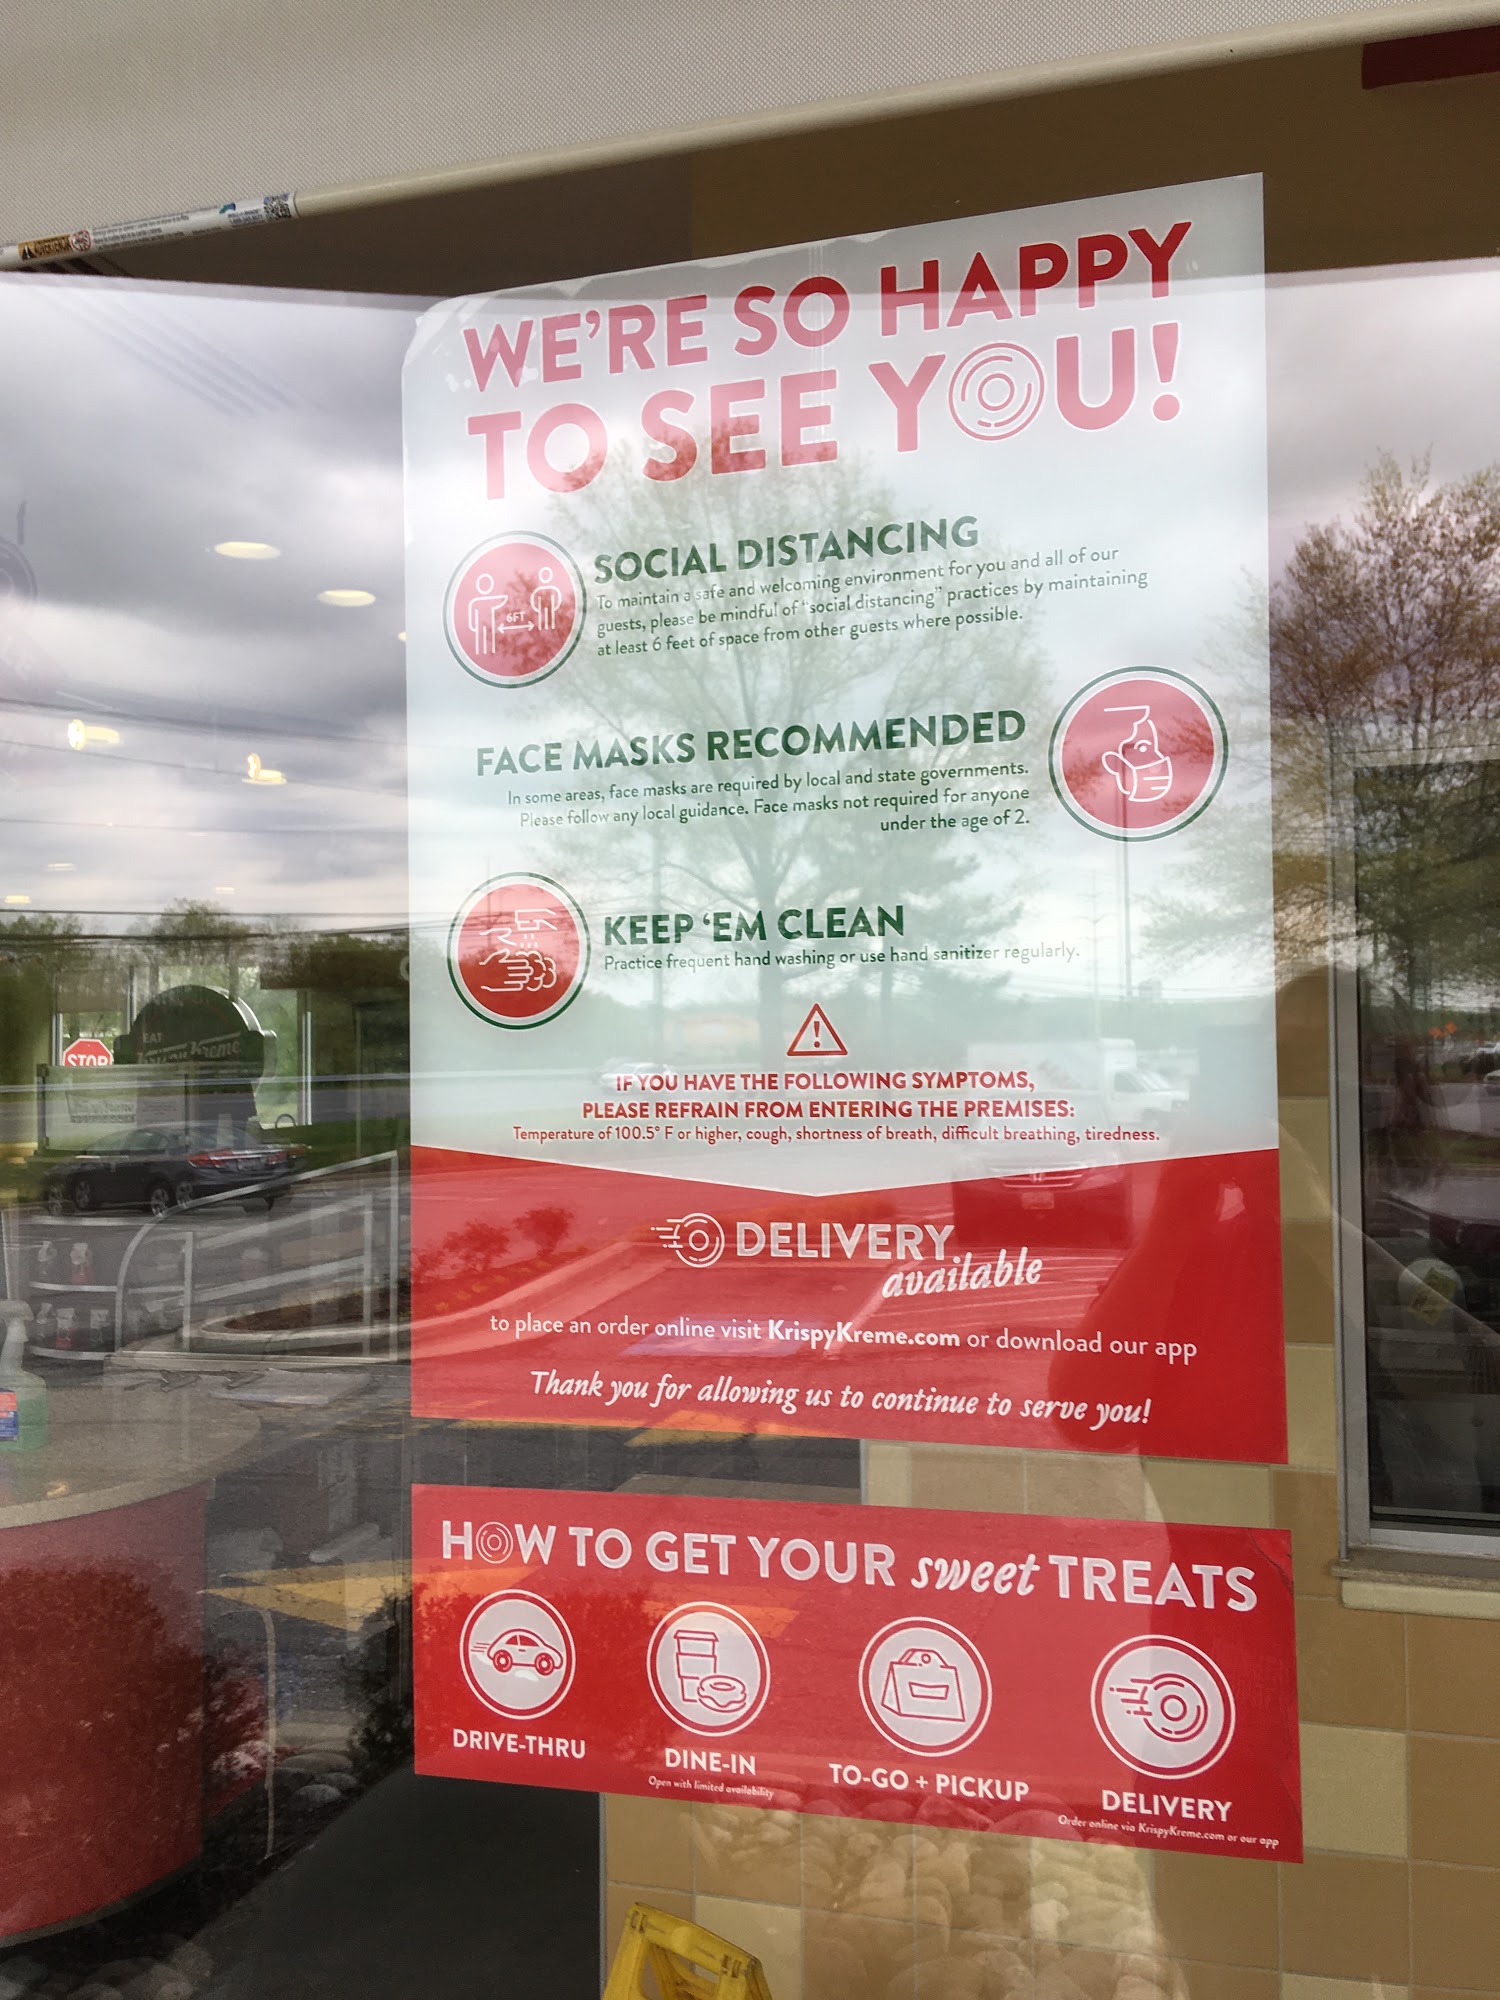 ADVERTENCIA
WE'RE SO HAPPY
TO SEE YOU!
6FT
SOCIAL DISTANCING
To maintain a safe and welcoming environment for you and all of our
guests, please be mindful of "social distancing" practices by maintaining
at least 6 feet of space from other guests where possible.
FACE MASKS RECOMMENDED
In some areas, face masks are required by local and state governments.
Please follow any local guidance. Face masks not required for anyone
under the age of 2.
KEEP 'EM CLEAN
Practice frequent hand washing or use hand sanitizer regularly.
EAT
Krispy Kreme
STOP
IF YOU HAVE THE FOLLOWING SYMPTOMS,
PLEASE REFRAIN FROM ENTERING THE PREMISES:
Temperature of 100.5° F or higher, cough, shortness of breath, difficult breathing, tiredness.
DELIVERY
available
to place an order online visit KrispyKreme.com or download our app
Thank you for allowing us to continue to serve you!
HOW TO GET YOUR sweet TREATS
DRIVE-THRU
DINE-IN
Open with limited availability
TO-GO + PICKUP
DELIVERY
Order online via KrispyKreme.com or our app